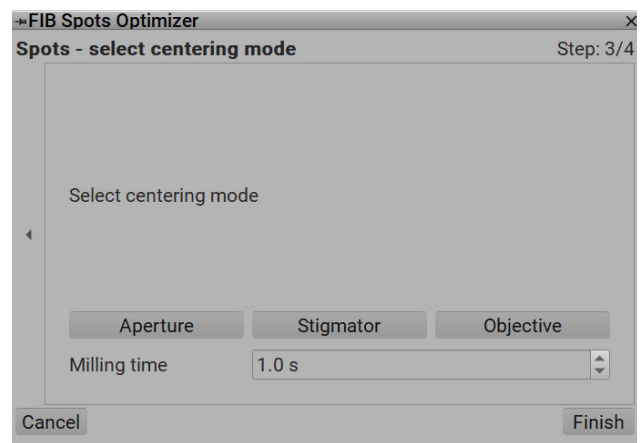 FIB Spots Optimizer
Spots - select centering mode Step: 3/4
Select centering mode
Aperture Stigmator Objective
Milling time 1.0 s
Cancel Finish